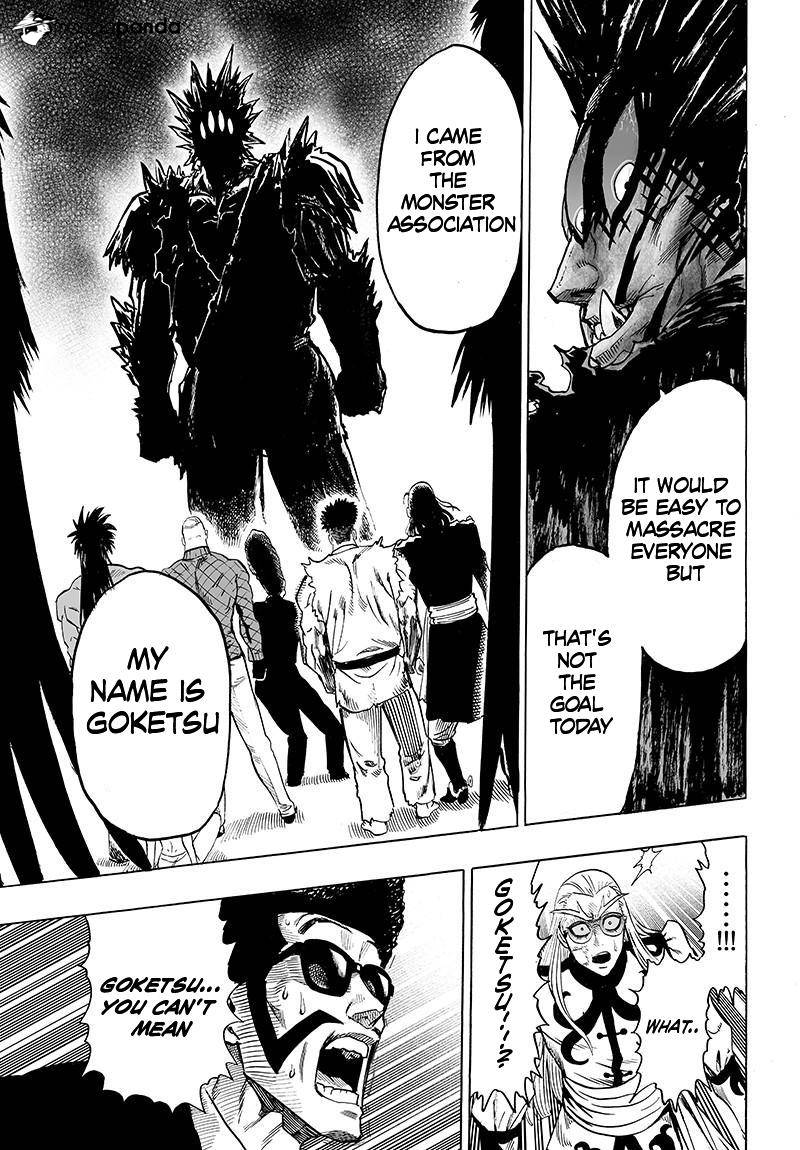 IT WOULD
BE EASY TO
MASSACRE
EVERYONE
BUT
THAT'S
NOT
THE
GOAL
TODAY
I CAME
FROM
THE
MONSTER
ASSOCIATION
MY
NAME IS
GOKETSU
......!!!
WHAT..
GOKETSU!!?
GOKETSU...
YOU CAN'T
MEAN